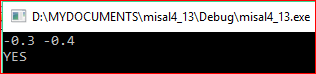 D:\MYDOCUMENTS\misal4_13\Debug\misal4_13.exe
-0.3 -0.4
YES